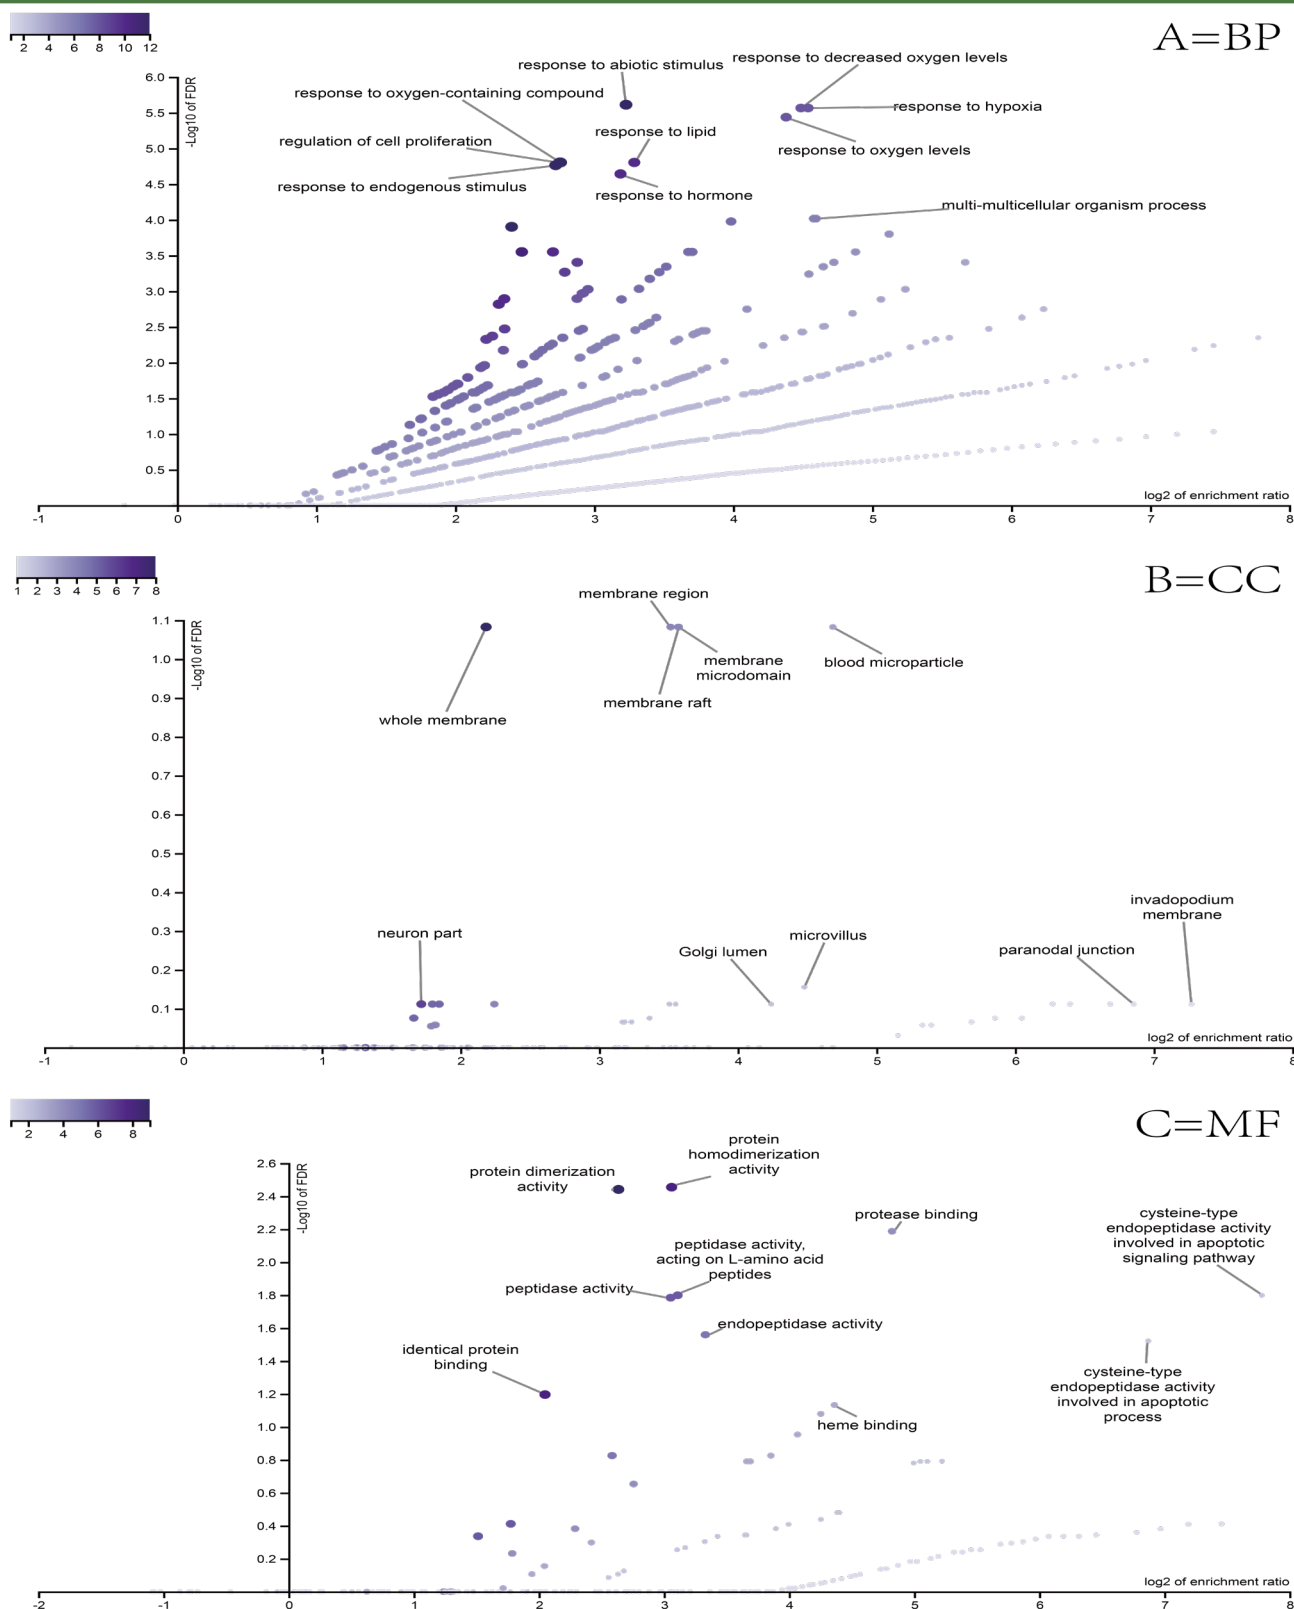 A=BP
2 4 6 8 10 12
response to decreased oxygen levels
response to abiotic stimulus
6.0
-Log10 of FDR
response to oxygen-containing compound
response to hypoxia
5.5
response to lipid
regulation of cell proliferation
5.0
response to oxygen levels
4.5
response to endogenous stimulus
response to hormone
multi-multicellular organism process
4.0
3.5
3.0
2.5
2.0
1.5
1.0
0.5
log2 of enrichment ratio
-1 0 1 2 3 4 5 6 7 8
B=CC
1 2 3 4 5 6 7 8
membrane region
1.1
-Log10 of FDR
1.0
membrane
microdomain
blood microparticle
0.9
membrane raft
whole membrane
0.8
0.7
0.6
0.5
0.4
invadopodium
membrane
0.3
neuron part
microvillus
Golgi lumen
paranodal junction
0.2
0.1
log2 of enrichment ratio
-1 0 1 2 3 4 5 6 7 8
C=MF
2 4 6 8
protein
homodimerization
activity
2.6
-Log10 of FDR
protein dimerization
activity
2.4
2.2
protease binding
cysteine-type
endopeptidase activity
involved in apoptotic
signaling pathway
peptidase activity,
acting on L-amino acid
peptides
2.0
peptidase activity
1.8
1.6
endopeptidase activity
identical protein
binding
1.4
cysteine-type
endopeptidase activity
involved in apoptotic
process
1.2
heme binding
1.0
0.8
0.6
0.4
0.2
log2 of enrichment ratio
-2 -1 0 1 2 3 4 5 6 7 8